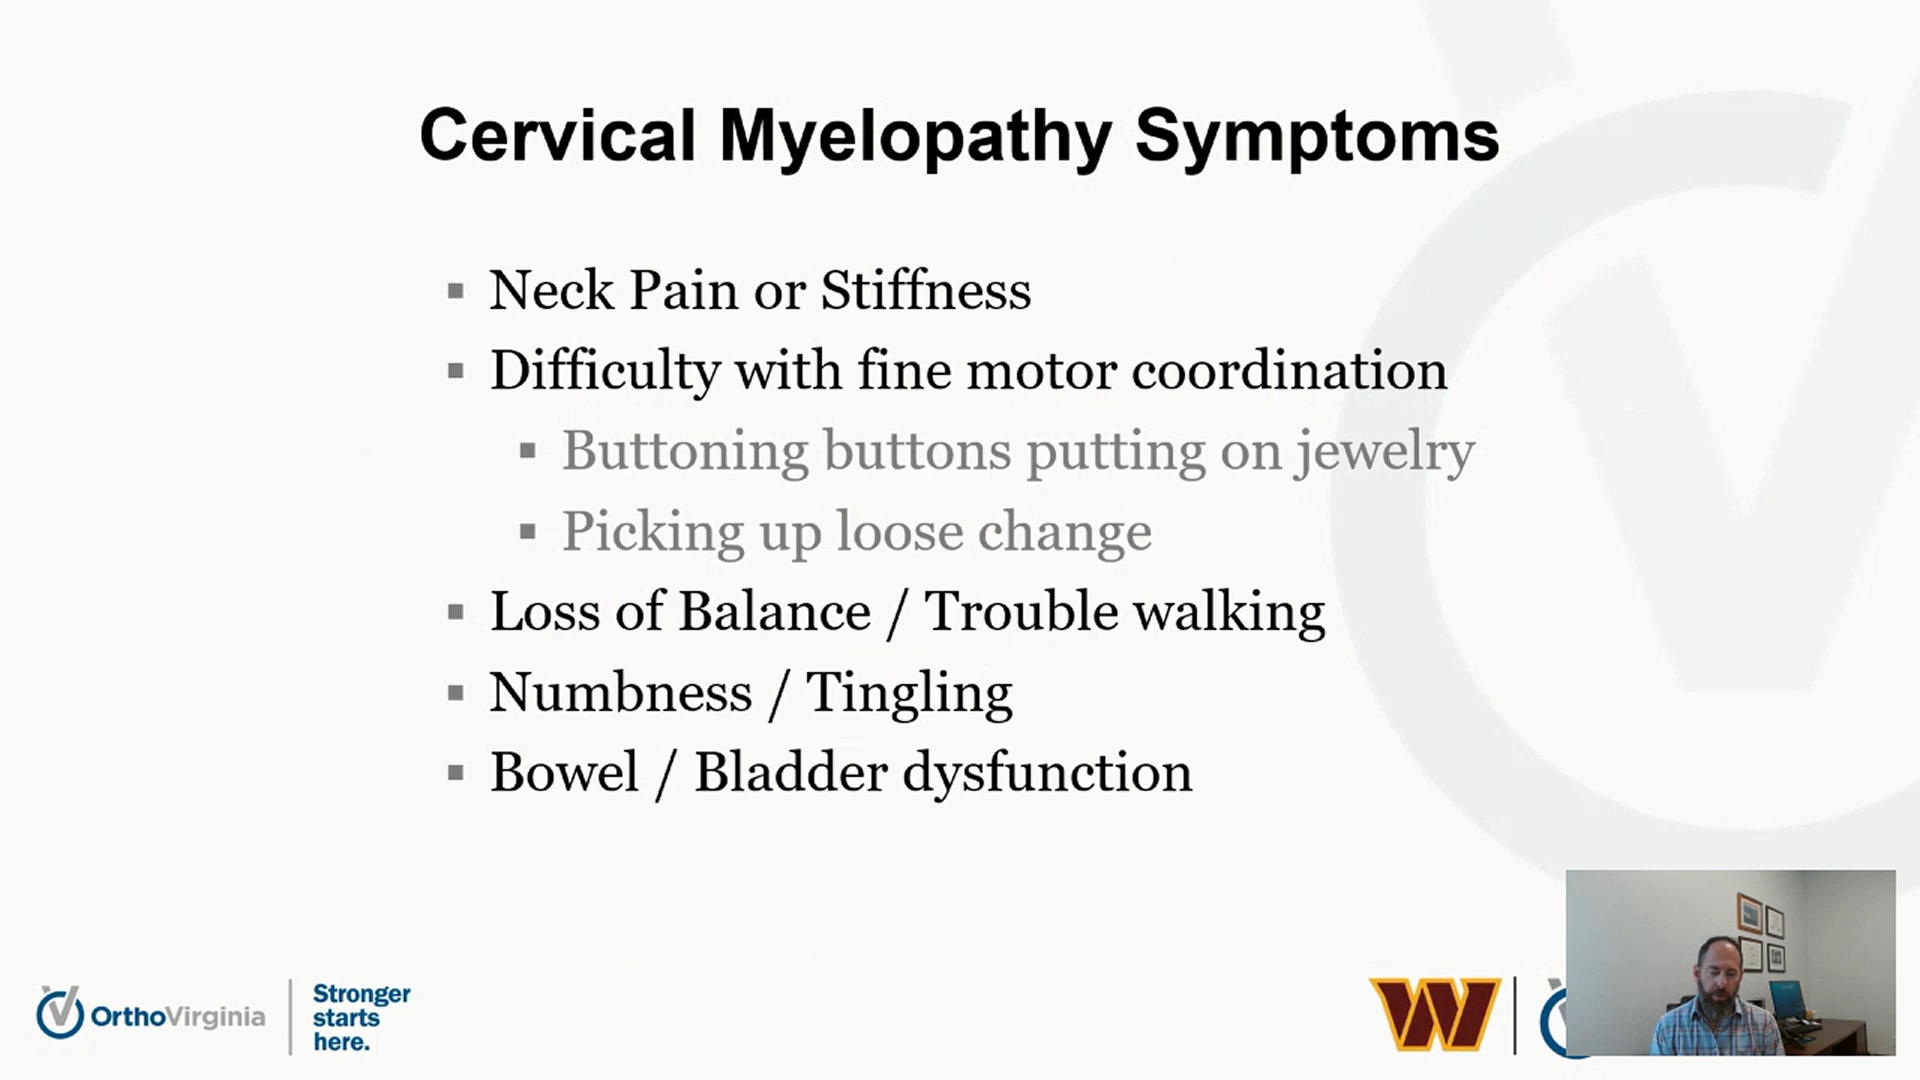 Cervical Myelopathy Symptoms
Neck Pain or Stiffness
Difficulty with fine motor coordination
Buttoning buttons putting on jewelry
Picking up loose change
Loss of Balance / Trouble walking
Numbness / Tingling
Bowel / Bladder dysfunction
OrthoVirginia
Stronger
starts
here.
W